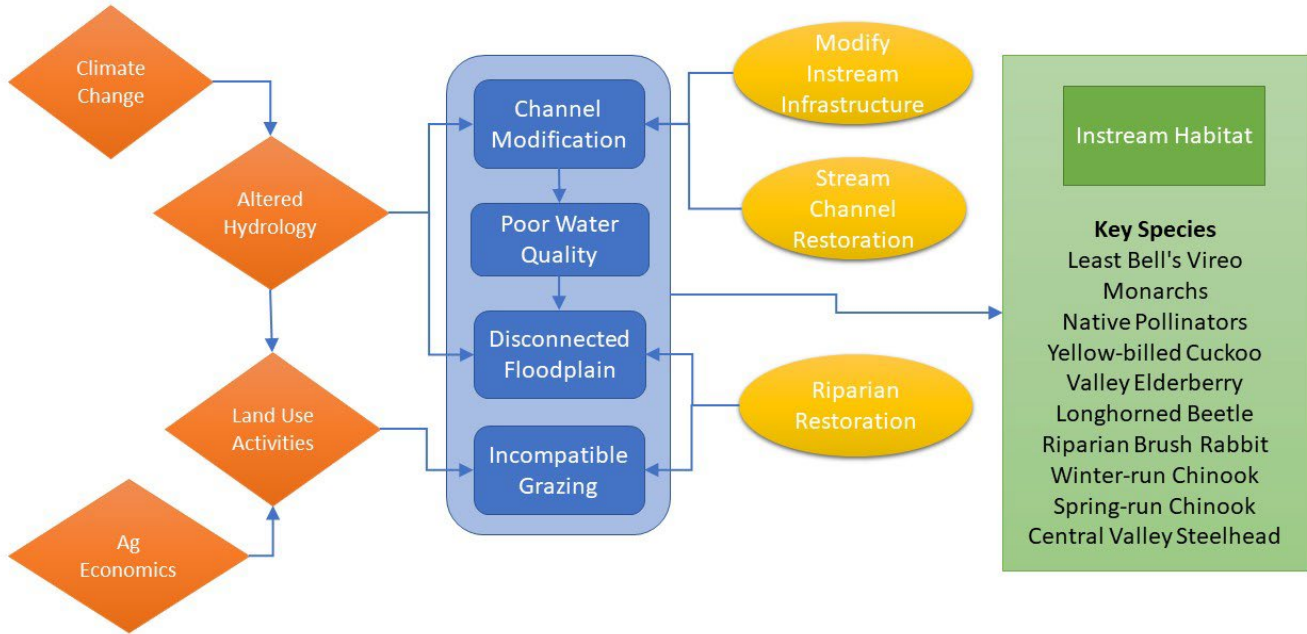 Climate
Change
Altered
Hydrology
Land Use
Activities
Ag
Economics
Channel
Modification
Poor Water
Quality
Disconnected
Floodplain
Incompatible
Grazing
Modify
Instream
Infrastructure
Stream
Channel
Restoration
Riparian
Restoration
Instream Habitat
Key Species
Least Bell's Vireo
Monarchs
Native Pollinators
Yellow-billed Cuckoo
Valley Elderberry
Longhorned Beetle
Riparian Brush Rabbit
Winter-run Chinook
Spring-run Chinook
Central Valley Steelhead